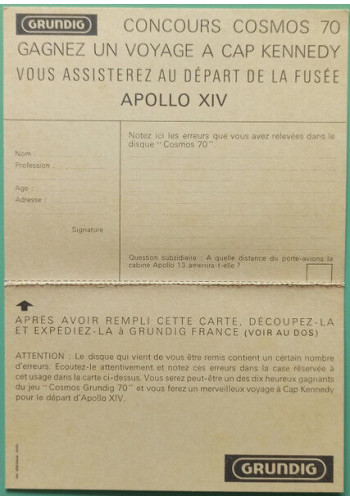 GRUNDIG
CONCOURS COSMOS 70
GAGNEZ UN VOYAGE A CAP KENNEDY
VOUS ASSISTEREZ AU DÉPART DE LA FUSÉE
APOLLO XIV
Nom :
Profession :
Age :
Adresse :
Signature
Notez ici les erreurs que vous avez relevées dans le
disque "Cosmos 70".
Question subsidiaire : A quelle distance du porte-avions la
cabine Apollo 13 amerrira-t-elle ?
APRÈS AVOIR REMPLI CETTE CARTE, DÉCOUPEZ-LA
ET EXPÉDIEZ-LA à GRUNDIG FRANCE (VOIR AU DOS)
ATTENTION : Le disque qui vient de vous être remis contient un certain nombre
d'erreurs. Ecoutez-le attentivement et notez ces erreurs dans la case réservée à
cet usage dans la carte ci-dessus. Vous serez peut-être un des dix heureux gagnants
du jeu "Cosmos Grundig 70" et vous ferez un merveilleux voyage à Cap Kennedy
pour le départ d'Apollo XIV.
GRUNDIG